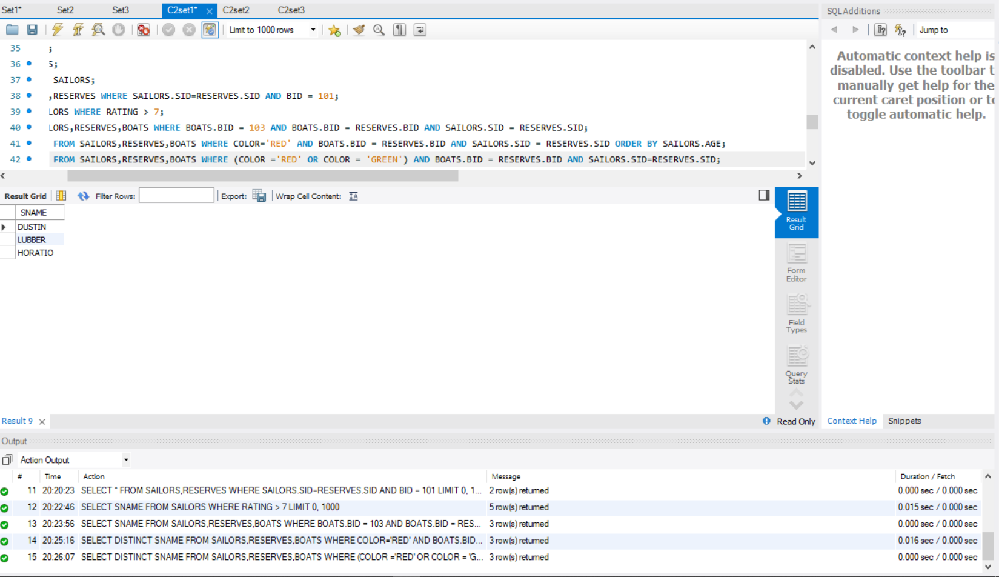 Set1*
Set2
Set3
C2set1*
C2set2
C2set3
SQLAdditions
Limit to 1000 rows
Jump to
35 ;
36 5;
37 SAILORS;
38 ,RESERVES WHERE SAILORS.SID=RESERVES.SID AND BID = 101;
39 LORS WHERE RATING > 7;
40 LORS,RESERVES,BOATS WHERE BOATS.BID = 103 AND BOATS.BID = RESERVES.BID AND SAILORS.SID = RESERVES.SID;
41 FROM SAILORS,RESERVES,BOATS WHERE COLOR='RED' AND BOATS.BID = RESERVES.BID AND SAILORS.SID = RESERVES.SID ORDER BY SAILORS.AGE;
42 FROM SAILORS,RESERVES,BOATS WHERE (COLOR ='RED' OR COLOR = 'GREEN') AND BOATS.BID = RESERVES.BID AND SAILORS.SID=RESERVES.SID;
Automatic context help is
disabled. Use the toolbar t
manually get help for the
current caret position or to
toggle automatic help.
Result Grid
Filter Rows:
Export:
Wrap Cell Content:
SNAME
DUSTIN
LUBBER
HORATIO
Result
Grid
Form
Editor
Field
Types
Query
Stats
Result 9
Read Only
Context Help
Snippets
Output
Action Output
# Time Action Message Duration / Fetch
11 20:20:23 SELECT * FROM SAILORS,RESERVES WHERE SAILORS.SID=RESERVES.SID AND BID = 101 LIMIT 0, 1... 2 row(s) returned 0.000 sec / 0.000 sec
12 20:22:46 SELECT SNAME FROM SAILORS WHERE RATING > 7 LIMIT 0, 1000 5 row(s) returned 0.015 sec / 0.000 sec
13 20:23:56 SELECT SNAME FROM SAILORS,RESERVES,BOATS WHERE BOATS.BID = 103 AND BOATS.BID = RES... 3 row(s) returned 0.000 sec / 0.000 sec
14 20:25:16 SELECT DISTINCT SNAME FROM SAILORS,RESERVES,BOATS WHERE COLOR='RED' AND BOATS.BID... 3 row(s) returned 0.016 sec / 0.000 sec
15 20:26:07 SELECT DISTINCT SNAME FROM SAILORS,RESERVES,BOATS WHERE (COLOR ='RED' OR COLOR = 'G... 3 row(s) returned 0.000 sec / 0.000 sec